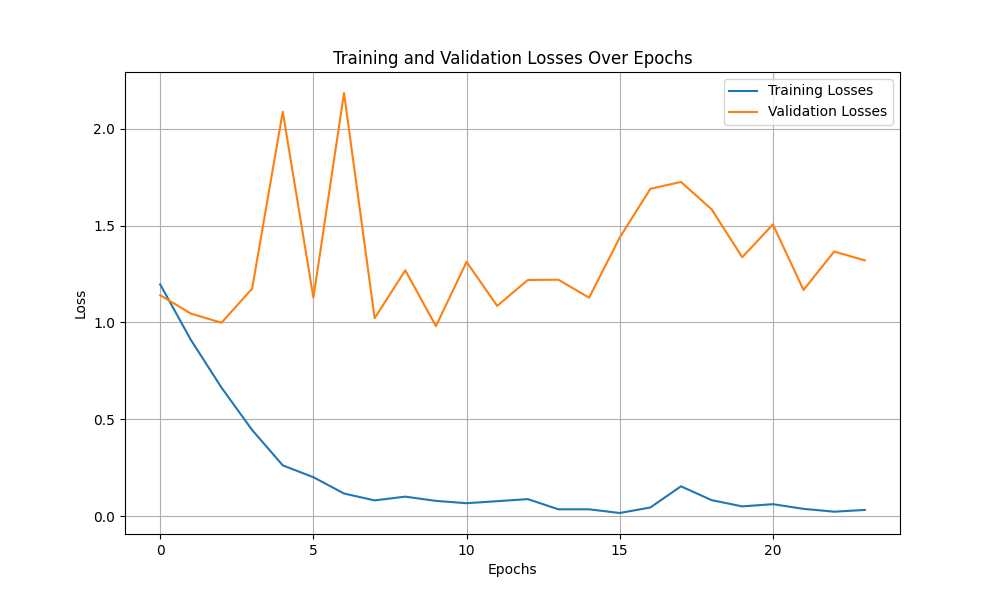 Training and Validation Losses Over Epochs
Training Losses
Validation Losses
2.0
1.5
1.0
0.5
0.0
Loss
0
5
10
15
20
Epochs